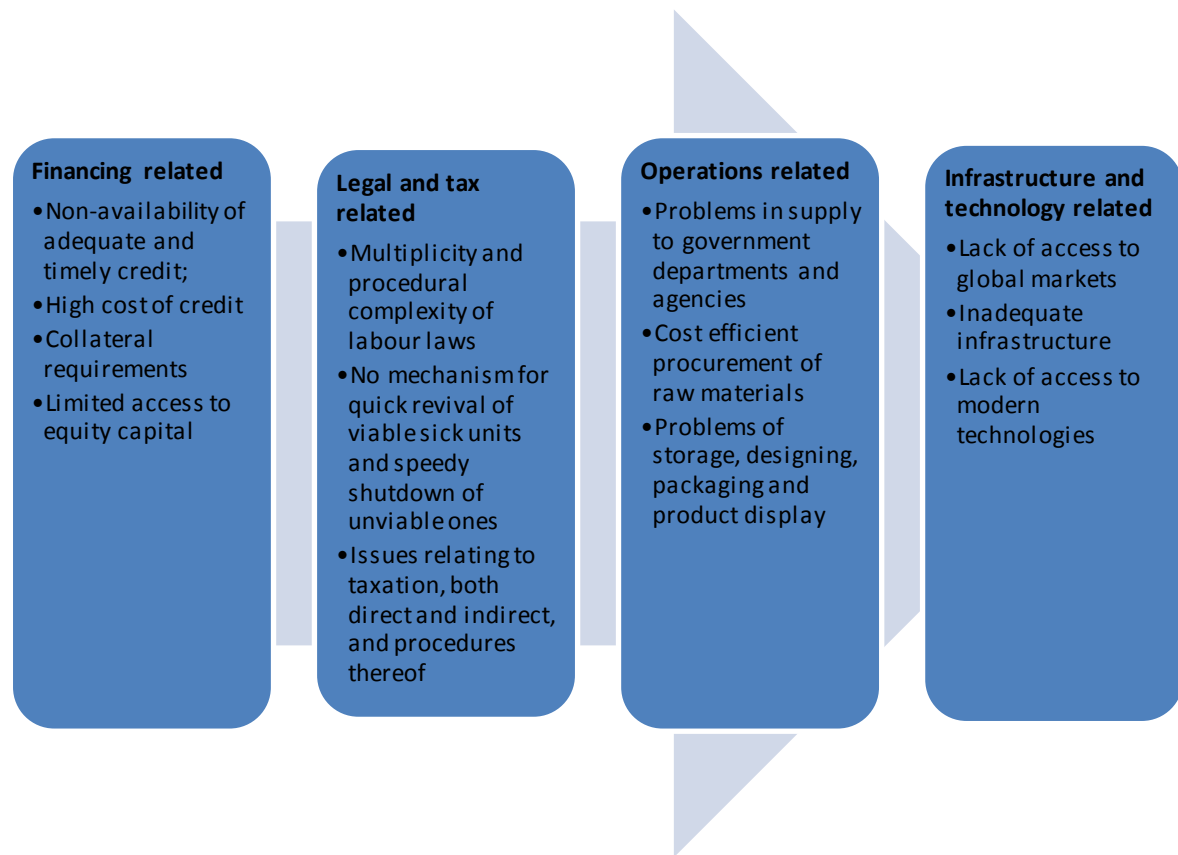 Financing related
•Non-availability of
adequate and
timely credit;
•High cost of credit
•Collateral
requirements
•Limited access to
equity capital
Legal and tax
related
•Multiplicity and
procedural
complexity of
labour laws
•No mechanism for
quick revival of
viable sick units
and speedy
shutdown of
unviable ones
•Issues relating to
taxation, both
direct and indirect,
and procedures
thereof
Operations related
•Problems in supply
to government
departments and
agencies
•Cost efficient
procurement of
raw materials
•Problems of
storage, designing,
packaging and
product display
Infrastructure and
technology related
•Lack of access to
global markets
•Inadequate
infrastructure
•Lack of access to
modern
technologies